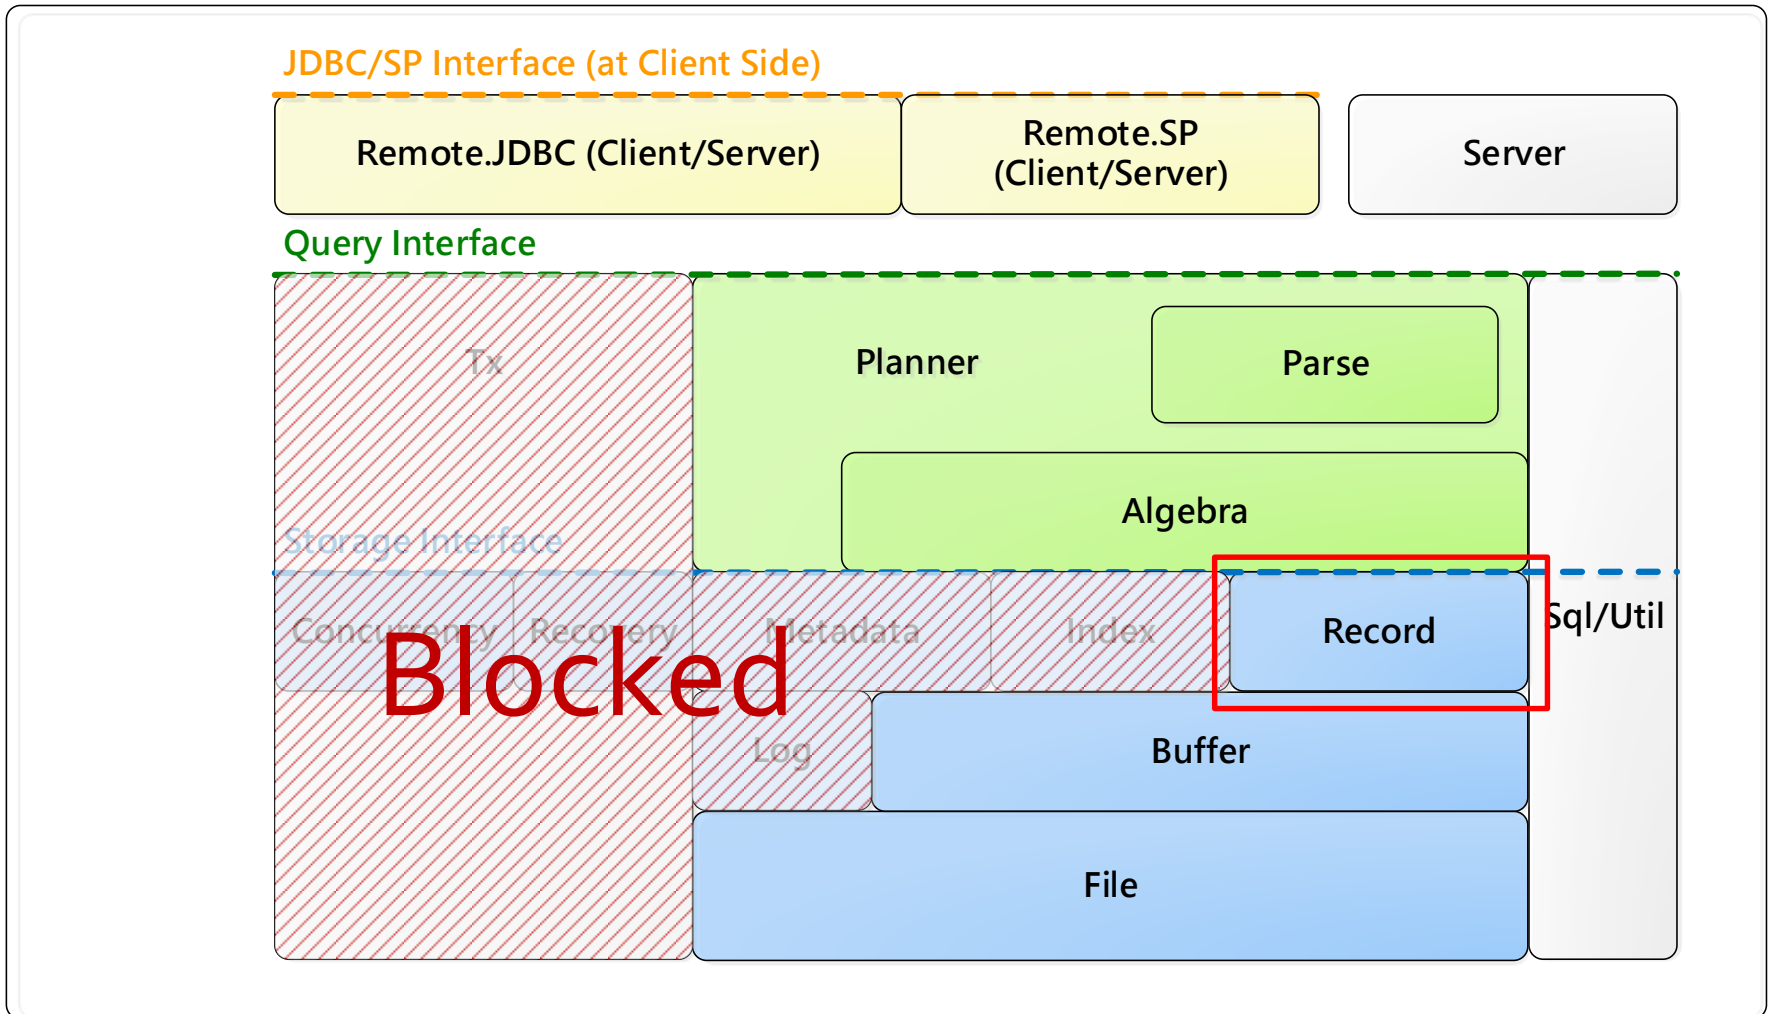 JDBC/SP Interface (at Client Side)
Remote.JDBC (Client/Server)
Remote.SP
(Client/Server)
Server
Query Interface
Tx
Planner
Parse
Algebra
Storage Interface
Concurrency
Recovery
Metadata
Index
Record
Sql/Util
Blocked
Log
Buffer
File